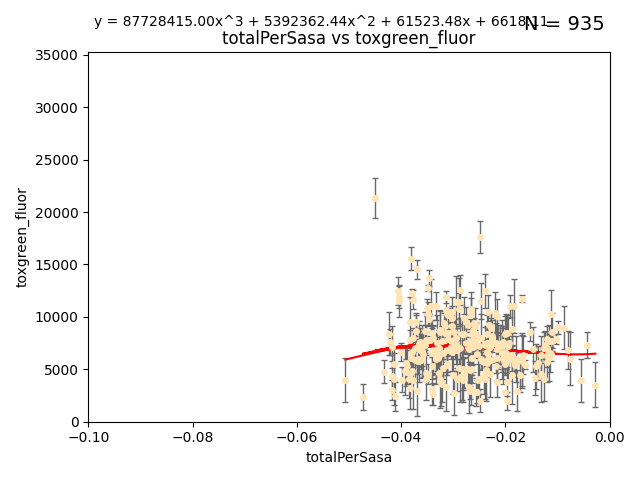 y = 87728415.00x^3 + 5392362.44x^2 + 61523.48x + 6618.11
N = 935
totalPerSasa vs toxgreen_fluor
35000
30000
25000
20000
15000
10000
5000
0
toxgreen_fluor
−0.10
−0.08
−0.06
−0.04
−0.02
0.00
totalPerSasa